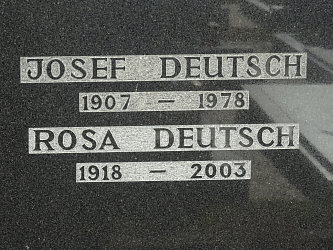 JOSEF DEUTSCH
1907 — 1978
ROSA DEUTSCH
1918 — 2003